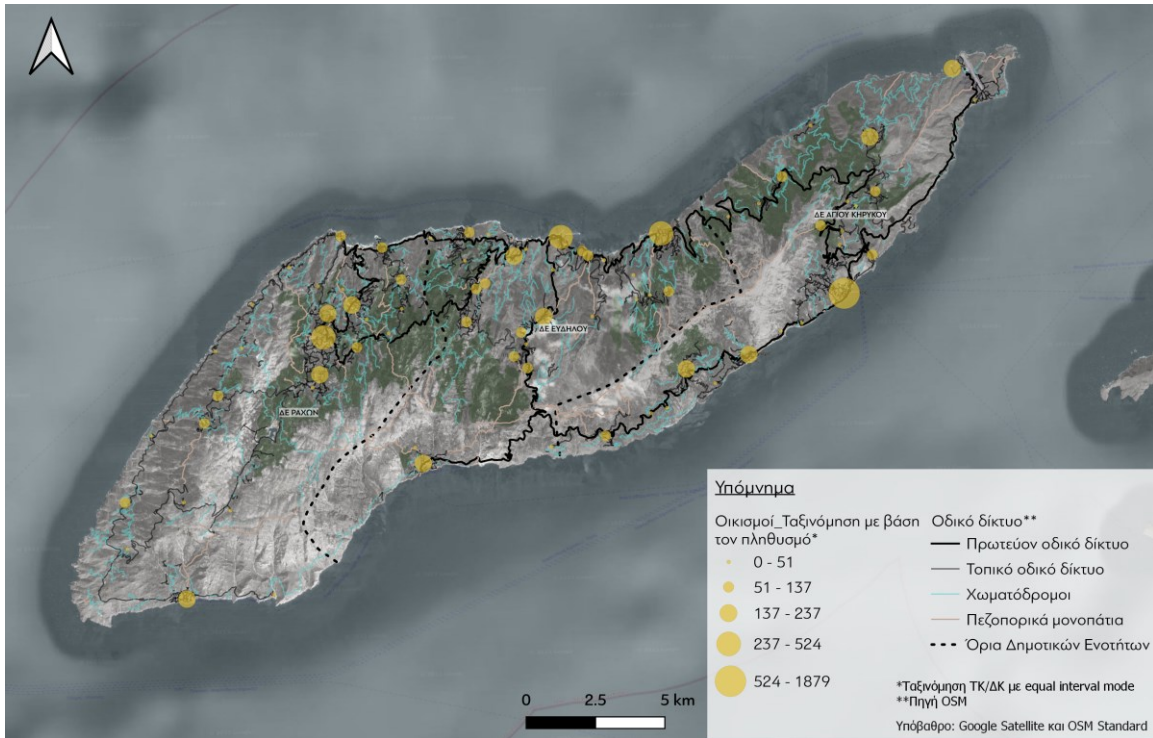 ΔΕ ΑΓΙΟΥ ΚΗΡΥΚΟΥ
ΔΕ ΕΥΔΗΛΟΥ
ΔΕ ΡΑΧΩΝ
Υπόμνημα
Οικισμοί_Ταξινόμηση με βάση
τον πληθυσμό*
0 - 51
51 - 137
137 - 237
237 - 524
524 - 1879
Οδικό δίκτυο**
Πρωτεύον οδικό δίκτυο
Τοπικό οδικό δίκτυο
Χωματόδρομοι
Πεζοπορικά μονοπάτια
Όρια Δημοτικών Ενοτήτων
*Ταξινόμηση ΤΚ/ΔΚ με equal interval mode
**Πηγή OSM
Υπόβαθρο: Google Satellite και OSM Standard
0 2.5 5 km